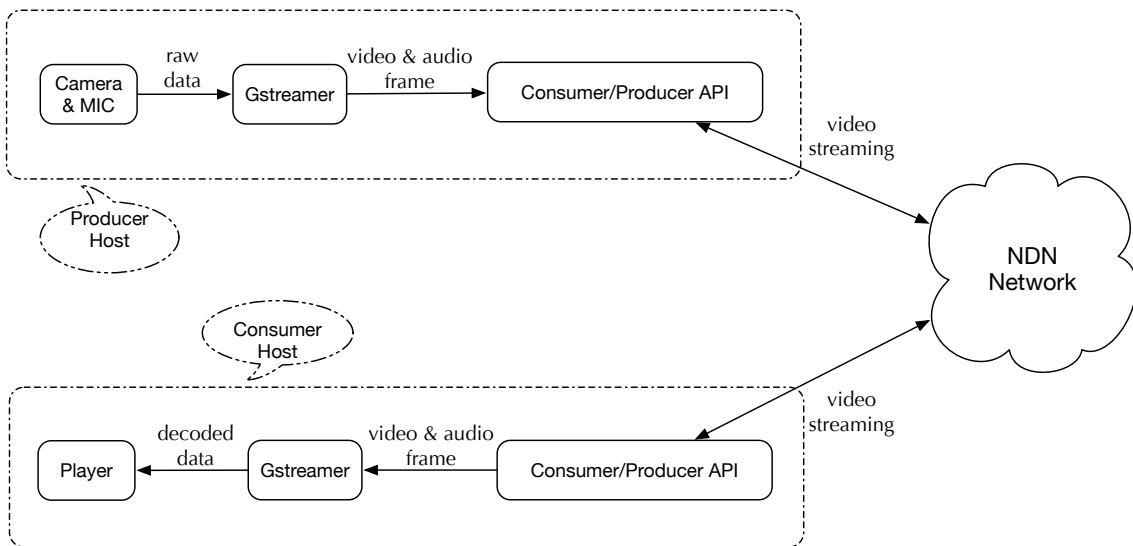 raw
data
video & audio
frame
Camera
& MIC
Gstreamer
Consumer/Producer API
video
streaming
Producer
Host
NDN
Network
Consumer
Host
video
streaming
decoded
data
video & audio
frame
Player
Gstreamer
Consumer/Producer API